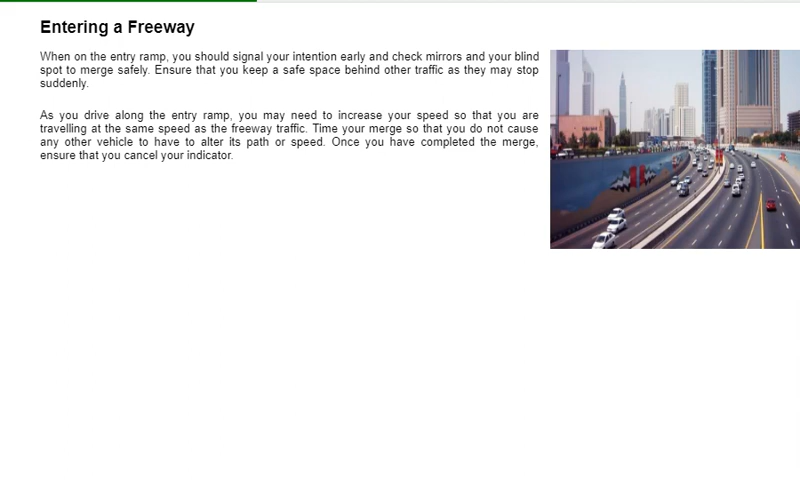 Entering a Freeway
When on the entry ramp, you should signal your intention early and check mirrors and your blind
spot to merge safely. Ensure that you keep a safe space behind other traffic as they may stop
suddenly.
As you drive along the entry ramp, you may need to increase your speed so that you are
travelling at the same speed as the freeway traffic. Time your merge so that you do not cause
any other vehicle to have to alter its path or speed. Once you have completed the merge,
ensure that you cancel your indicator.